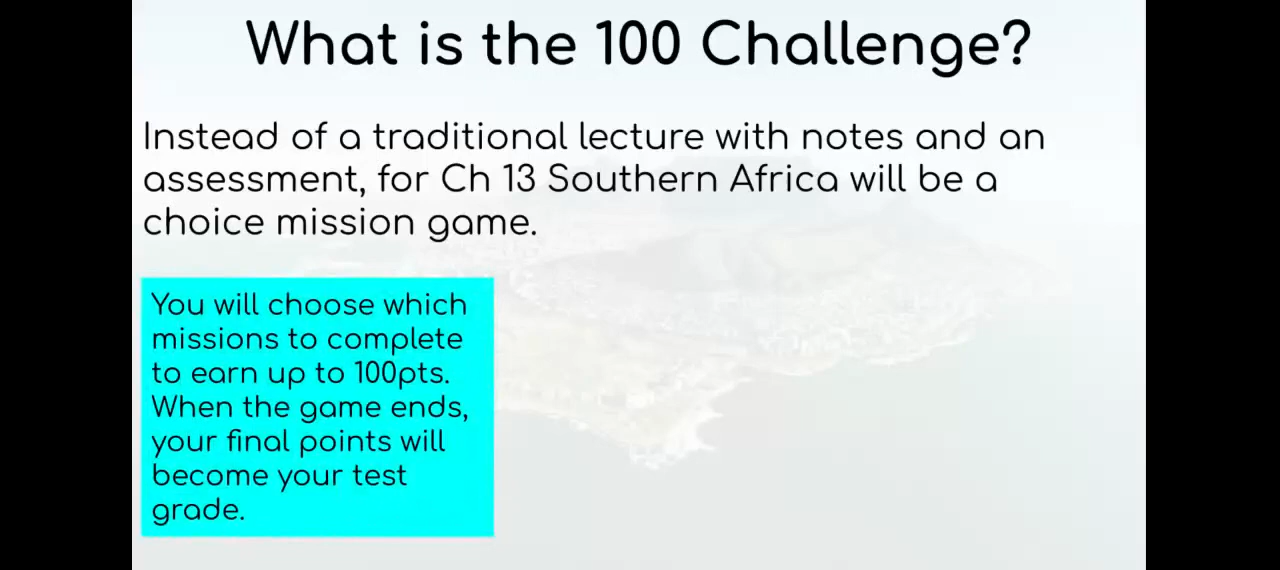 What is the 100 Challenge?
Instead of a traditional lecture with notes and an
assessment, for Ch 13 Southern Africa will be a
choice mission game.
You will choose which
missions to complete
to earn up to 100pts.
When the game ends,
your final points will
become your test
grade.